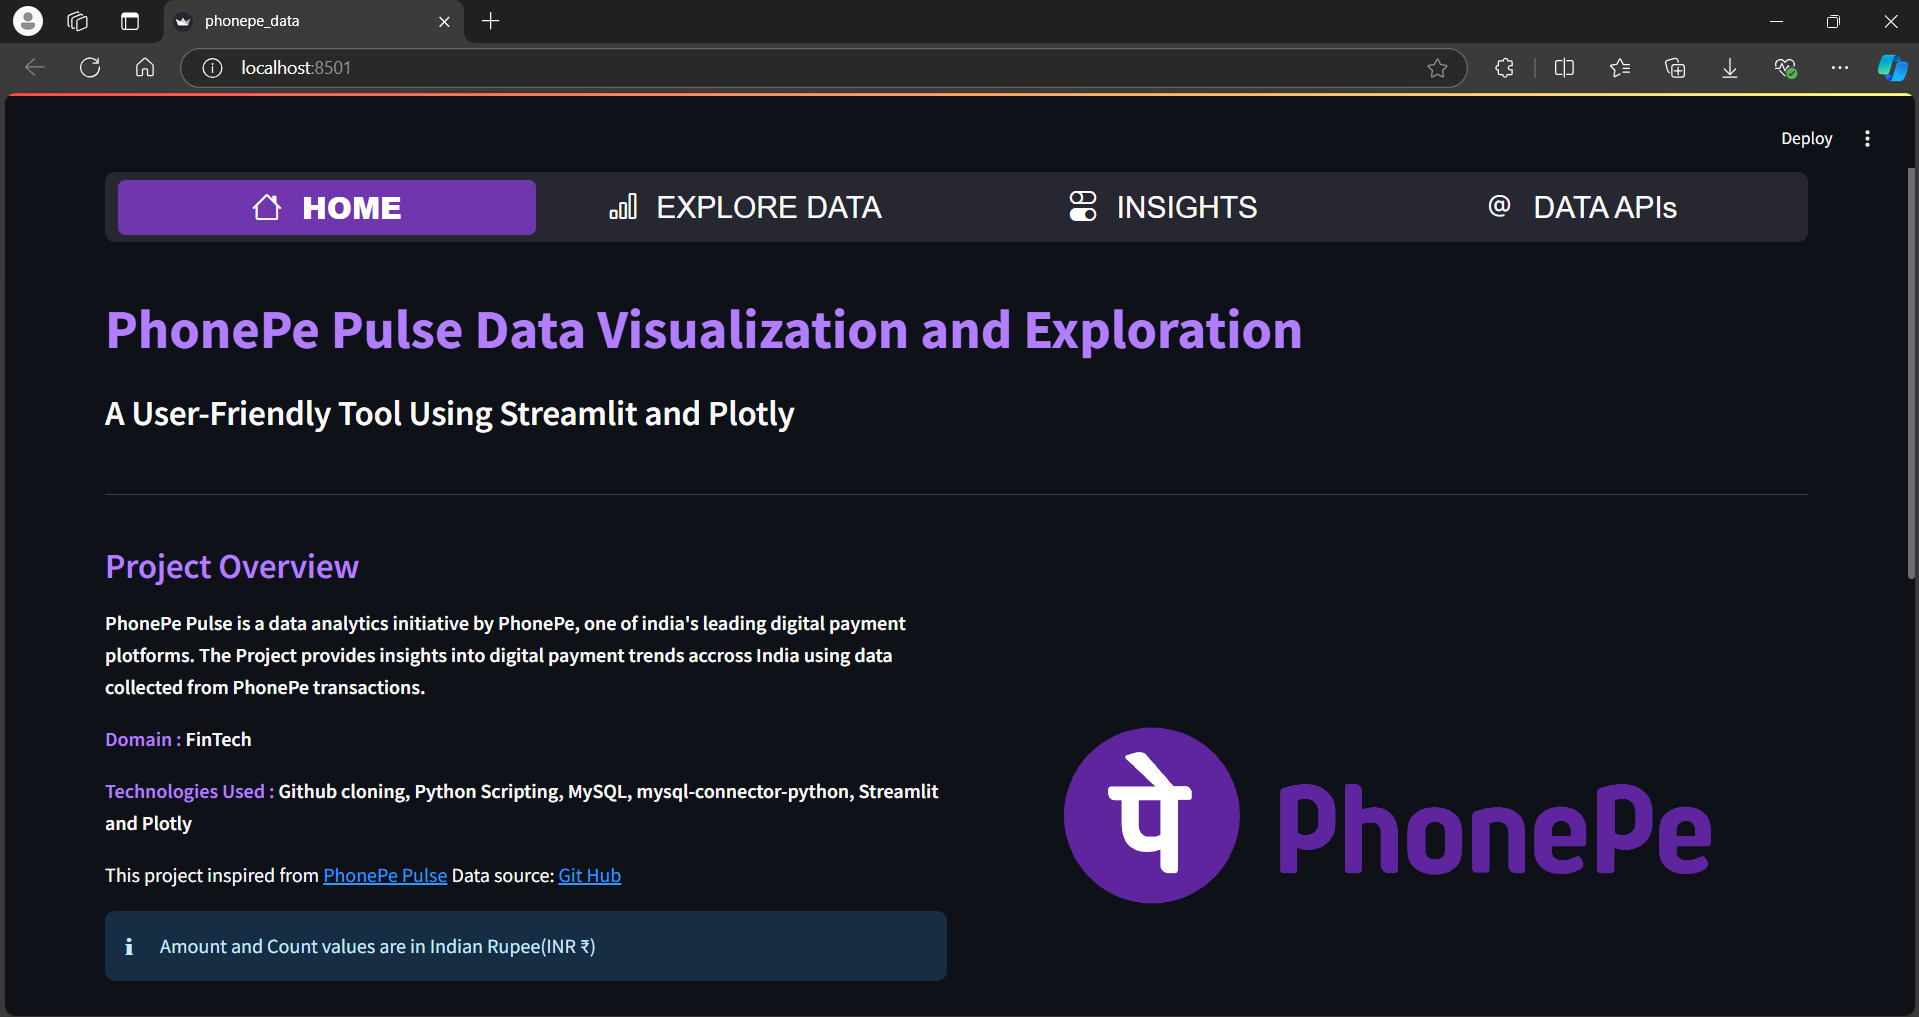 phonepe_data
localhost:8501
Deploy
HOME
EXPLORE DATA
INSIGHTS
@ DATA APIs
PhonePe Pulse Data Visualization and Exploration
A User-Friendly Tool Using Streamlit and Plotly
Project Overview
PhonePe Pulse is a data analytics initiative by PhonePe, one of india's leading digital payment
plotforms. The Project provides insights into digital payment trends accross India using data
collected from PhonePe transactions.
Domain : FinTech
Technologies Used : Github cloning, Python Scripting, MySQL, mysql-connector-python, Streamlit
and Plotly
This project inspired from PhonePe Pulse Data source: Git Hub
Amount and Count values are in Indian Rupee(INR ₹)
पे PhonePe